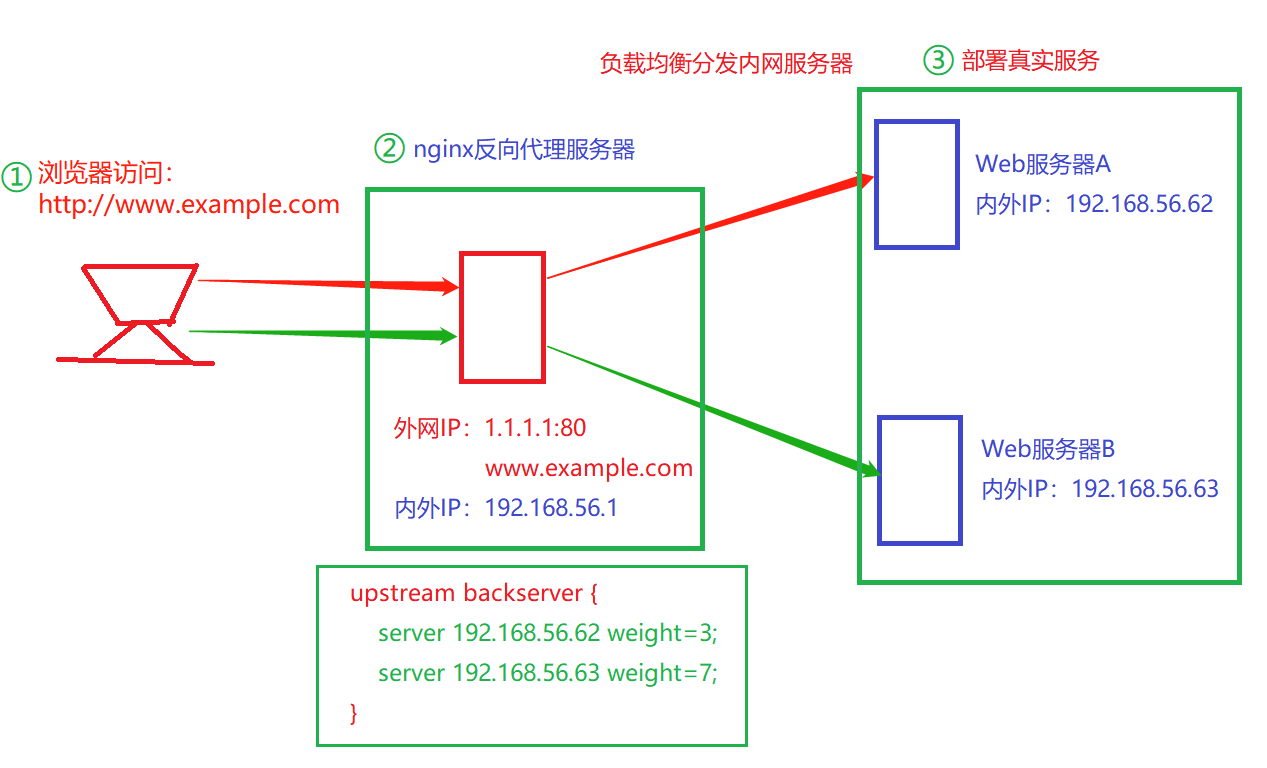 ① 浏览器访问：
http://www.example.com
② nginx反向代理服务器
外网IP：1.1.1.1:80
www.example.com
内外IP：192.168.56.1
upstream backserver {
server 192.168.56.62 weight=3;
server 192.168.56.63 weight=7;
}
负载均衡分发内网服务器
③ 部署真实服务
Web服务器A
内外IP：192.168.56.62
Web服务器B
内外IP：192.168.56.63